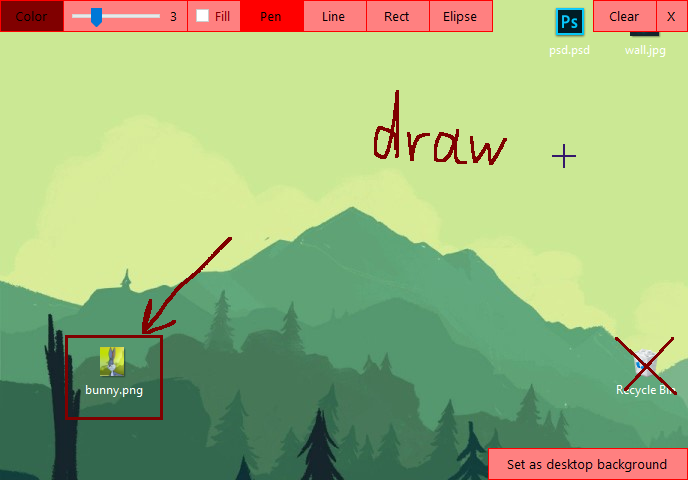 Color 3 Fill Pen Line Rect Elipse Clear X
Ps
psd.psd wall.jpg
draw
bunny.png
Recycle Bin
Set as desktop background